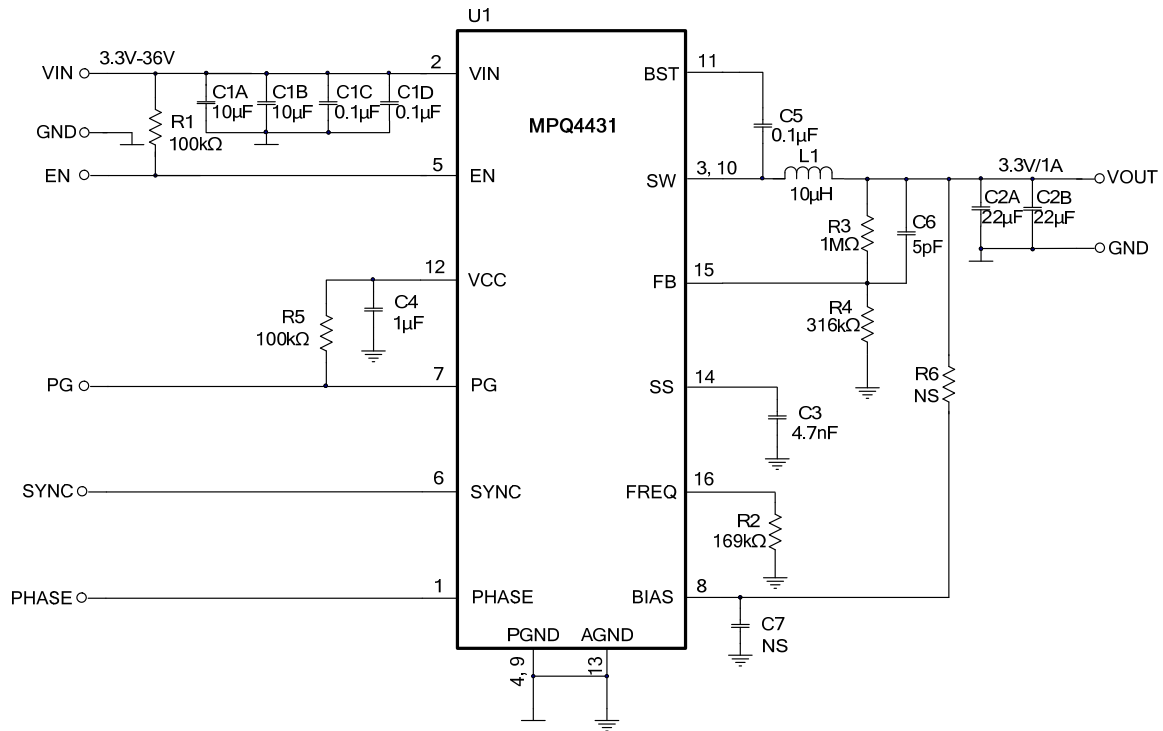 U1
MPQ4431
VIN
3.3V-36V
2
VIN
C1A
10µF
C1B
10µF
C1C
0.1µF
C1D
0.1µF
GND
R1
100kΩ
EN
5
EN
12
VCC
C4
1µF
R5
100kΩ
PG
7
PG
SYNC
6
SYNC
PHASE
1
PHASE
PGND
4, 9
AGND
13
BST
11
C5
0.1µF
SW
3, 10
L1
10µH
3.3V/1A
VOUT
C2A
22µF
C2B
22µF
GND
R3
1MΩ
C6
5pF
FB
15
R4
316kΩ
R6
NS
SS
14
C3
4.7nF
FREQ
16
R2
169kΩ
BIAS
8
C7
NS